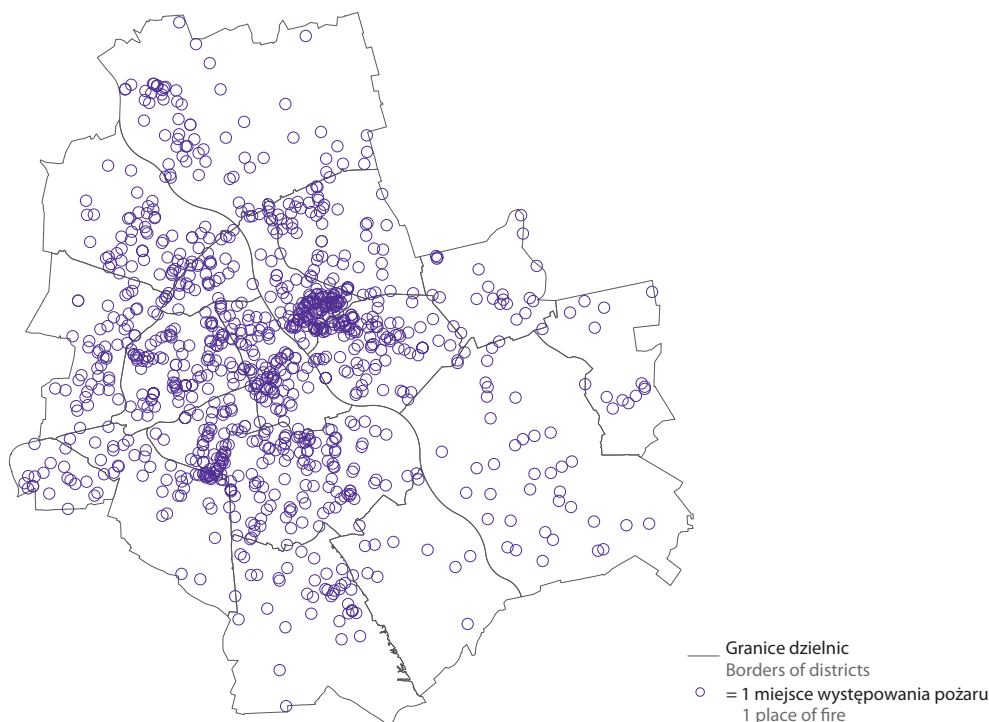 Granice dzielnic
Borders of districts
= 1 miejsce występowania pożaru
1 place of fire